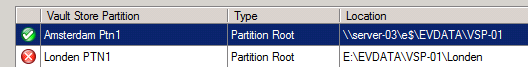 Vault Store Partition Type Location
Amsterdam Ptn1 Partition Root \\server-03\e$\EVDATA\VSP-01
Londen PTN1 Partition Root E:\EVDATA\VSP-01\Londen